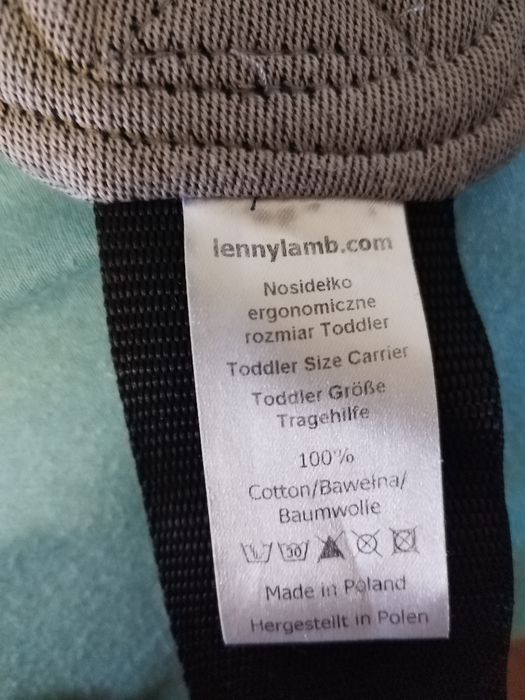 lennylamb.com
Nosidełko
ergonomiczne
rozmiar Toddler
Toddler Size Carrier
Toddler Größe
Tragehilfe
100%
Cotton/Bawełna/
Baumwolle
30
Made in Poland
Hergestellt in Polen